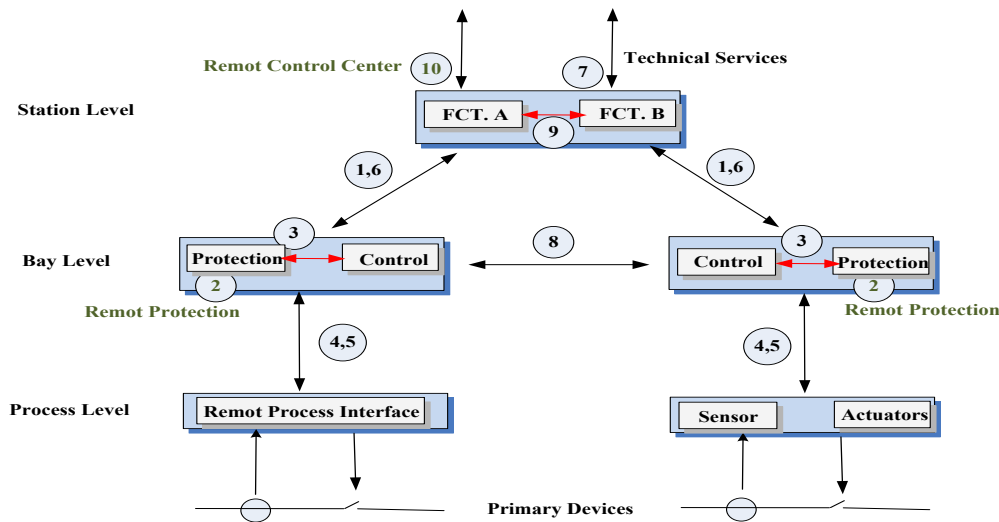 Remot Control Center
10
7
Technical Services
Station Level
FCT. A
FCT. B
9
1,6
1,6
3
8
3
Bay Level
Protection
Control
Control
Protection
2
2
Remot Protection
Remot Protection
4,5
4,5
Process Level
Remot Process Interface
Sensor
Actuators
Primary Devices